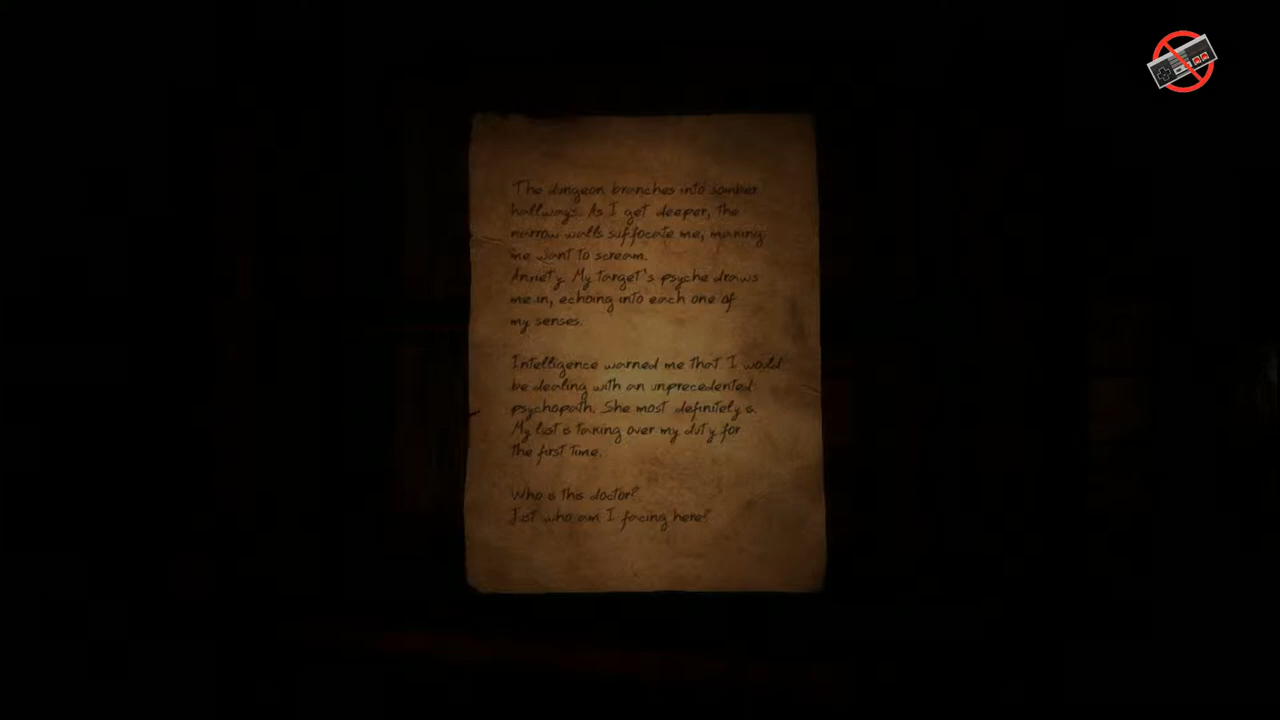 The dungeon branches into somber
hallways. As I get deeper, the
narrow walls suffocate me, making
me want to scream.
Anxiety. My target's psyche draws
me in, echoing into each one of
my senses.
Intelligence warned me that I would
be dealing with an unprecedented
psychopath. She most definitely is.
My lust is taking over my duty for
the first time.
Who is this doctor?
Just who am I facing here?